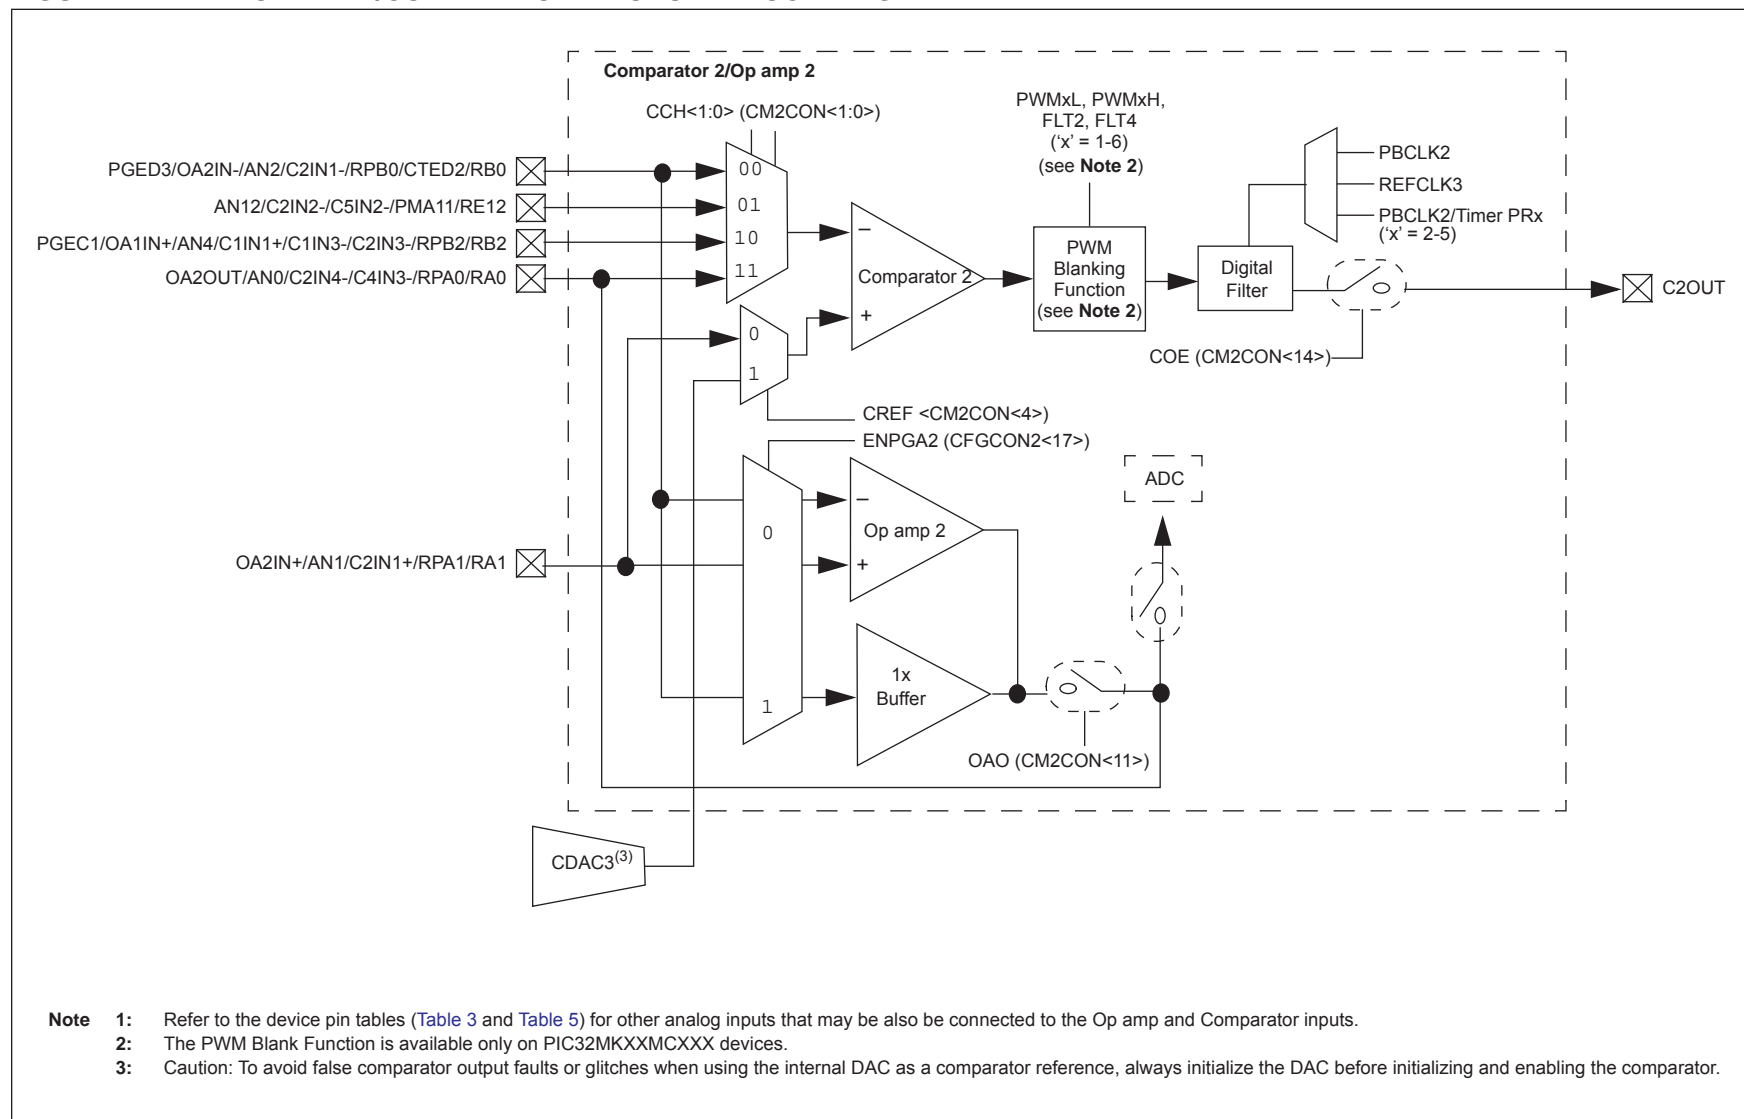 Comparator 2/Op amp 2
CCH<1:0> (CM2CON<1:0>)
PWMxL, PWMxH,
FLT2, FLT4
('x' = 1-6)
(see Note 2)
PGED3/OA2IN-/AN2/C2IN1-/RPB0/CTED2/RB0
AN12/C2IN2-/C5IN2-/PMA11/RE12
PGEC1/OA1IN+/AN4/C1IN1+/C1IN3-/C2IN3-/RPB2/RB2
OA2OUT/AN0/C2IN4-/C4IN3-/RPA0/RA0
00
01
10
11
−
+
Comparator 2
PWM
Blanking
Function
(see Note 2)
Digital
Filter
PBCLK2
REFCLK3
PBCLK2/Timer PRx
('x' = 2-5)
C2OUT
COE (CM2CON<14>)
0
1
CREF <CM2CON<4>)
ENPGA2 (CFGCON2<17>)
ADC
OA2IN+/AN1/C2IN1+/RPA1/RA1
0
1
−
Op amp 2
+
1x
Buffer
OAO (CM2CON<11>)
CDAC3(3)
Note 1: Refer to the device pin tables (Table 3 and Table 5) for other analog inputs that may be also be connected to the Op amp and Comparator inputs.
2: The PWM Blank Function is available only on PIC32MKXXMCXXX devices.
3: Caution: To avoid false comparator output faults or glitches when using the internal DAC as a comparator reference, always initialize the DAC before initializing and enabling the comparator.